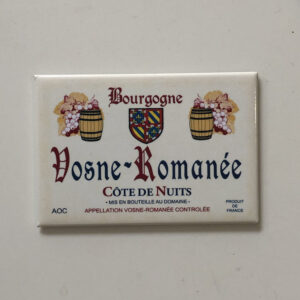 Bourgogne
Vosne-Romanée
CÔTE DE NUITS
- MIS EN BOUTEILLE AU DOMAINE -
AOC
APPELLATION VOSNE-ROMANÉE CONTROLÉE
PRODUIT
DE
FRANCE